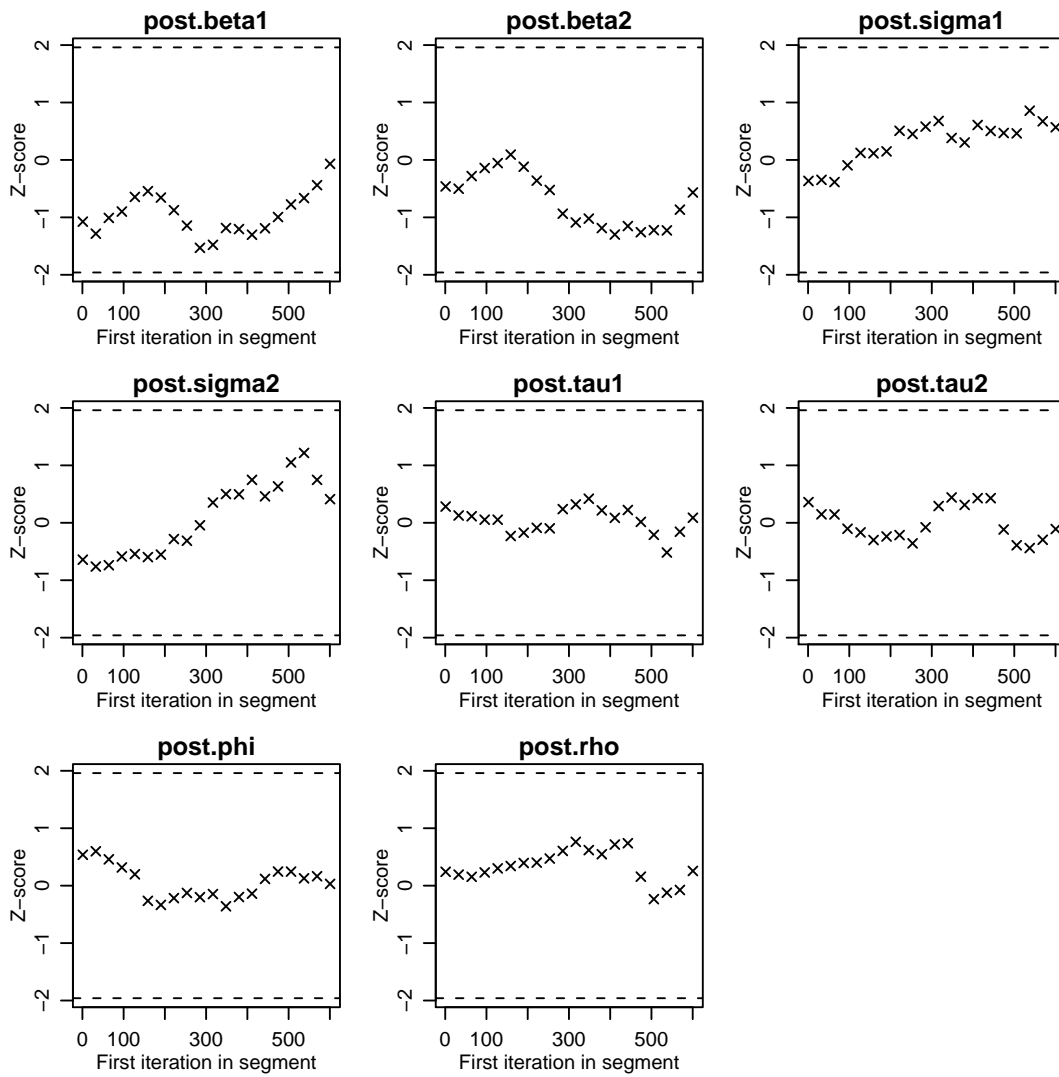 post.beta1
Z-score
2
1
0
−1
−2
0 100 300 500
First iteration in segment
post.beta2
Z-score
2
1
0
−1
−2
0 100 300 500
First iteration in segment
post.sigma1
Z-score
2
1
0
−1
−2
0 100 300 500
First iteration in segment
post.sigma2
Z-score
2
1
0
−1
−2
0 100 300 500
First iteration in segment
post.tau1
Z-score
2
1
0
−1
−2
0 100 300 500
First iteration in segment
post.tau2
Z-score
2
1
0
−1
−2
0 100 300 500
First iteration in segment
post.phi
Z-score
2
1
0
−1
−2
0 100 300 500
First iteration in segment
post.rho
Z-score
2
1
0
−1
−2
0 100 300 500
First iteration in segment